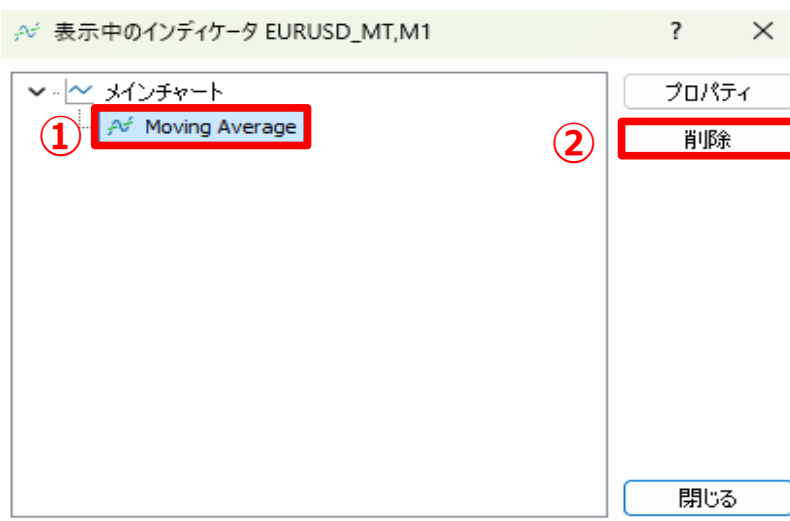 表示中のインディケータ EURUSD_MT,M1
?
メインチャート
プロパティ
① Moving Average
② 削除
閉じる